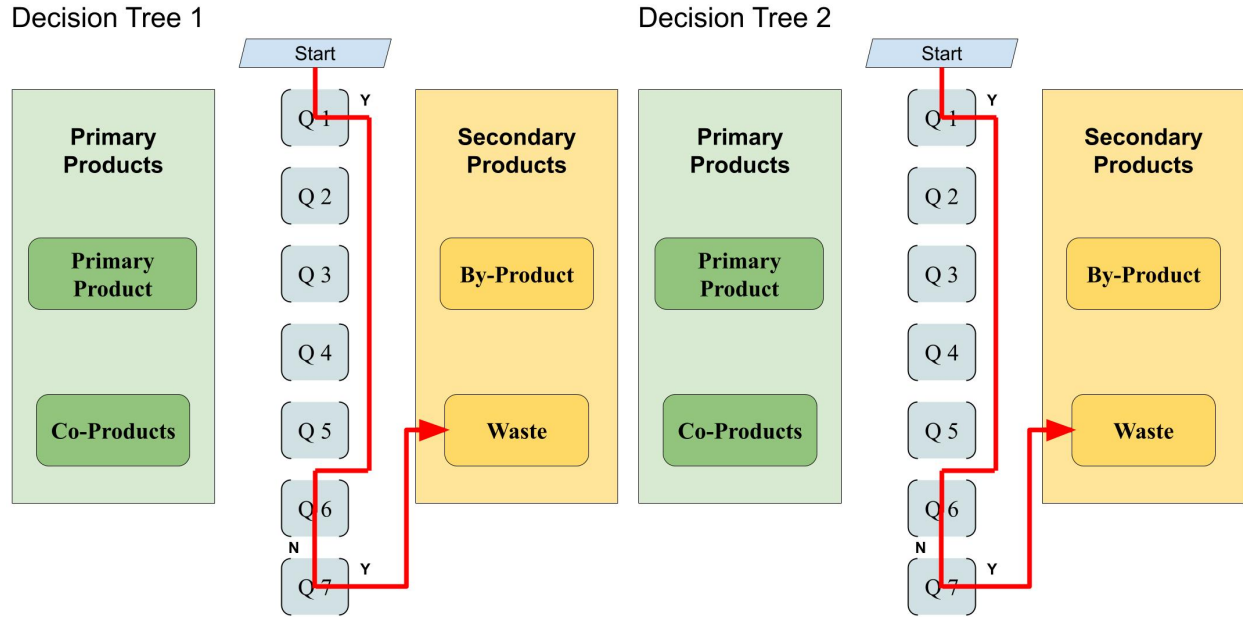 Decision Tree 1
Start
Y
Q 1
Primary
Products
Secondary
Products
Q 2
Primary
Product
Q 3
By-Product
Q 4
Co-Products
Q 5
Waste
Q 6
N
Y
Q 7
Decision Tree 2
Start
Y
Q 1
Primary
Products
Secondary
Products
Q 2
Primary
Product
Q 3
By-Product
Q 4
Co-Products
Q 5
Waste
Q 6
N
Y
Q 7